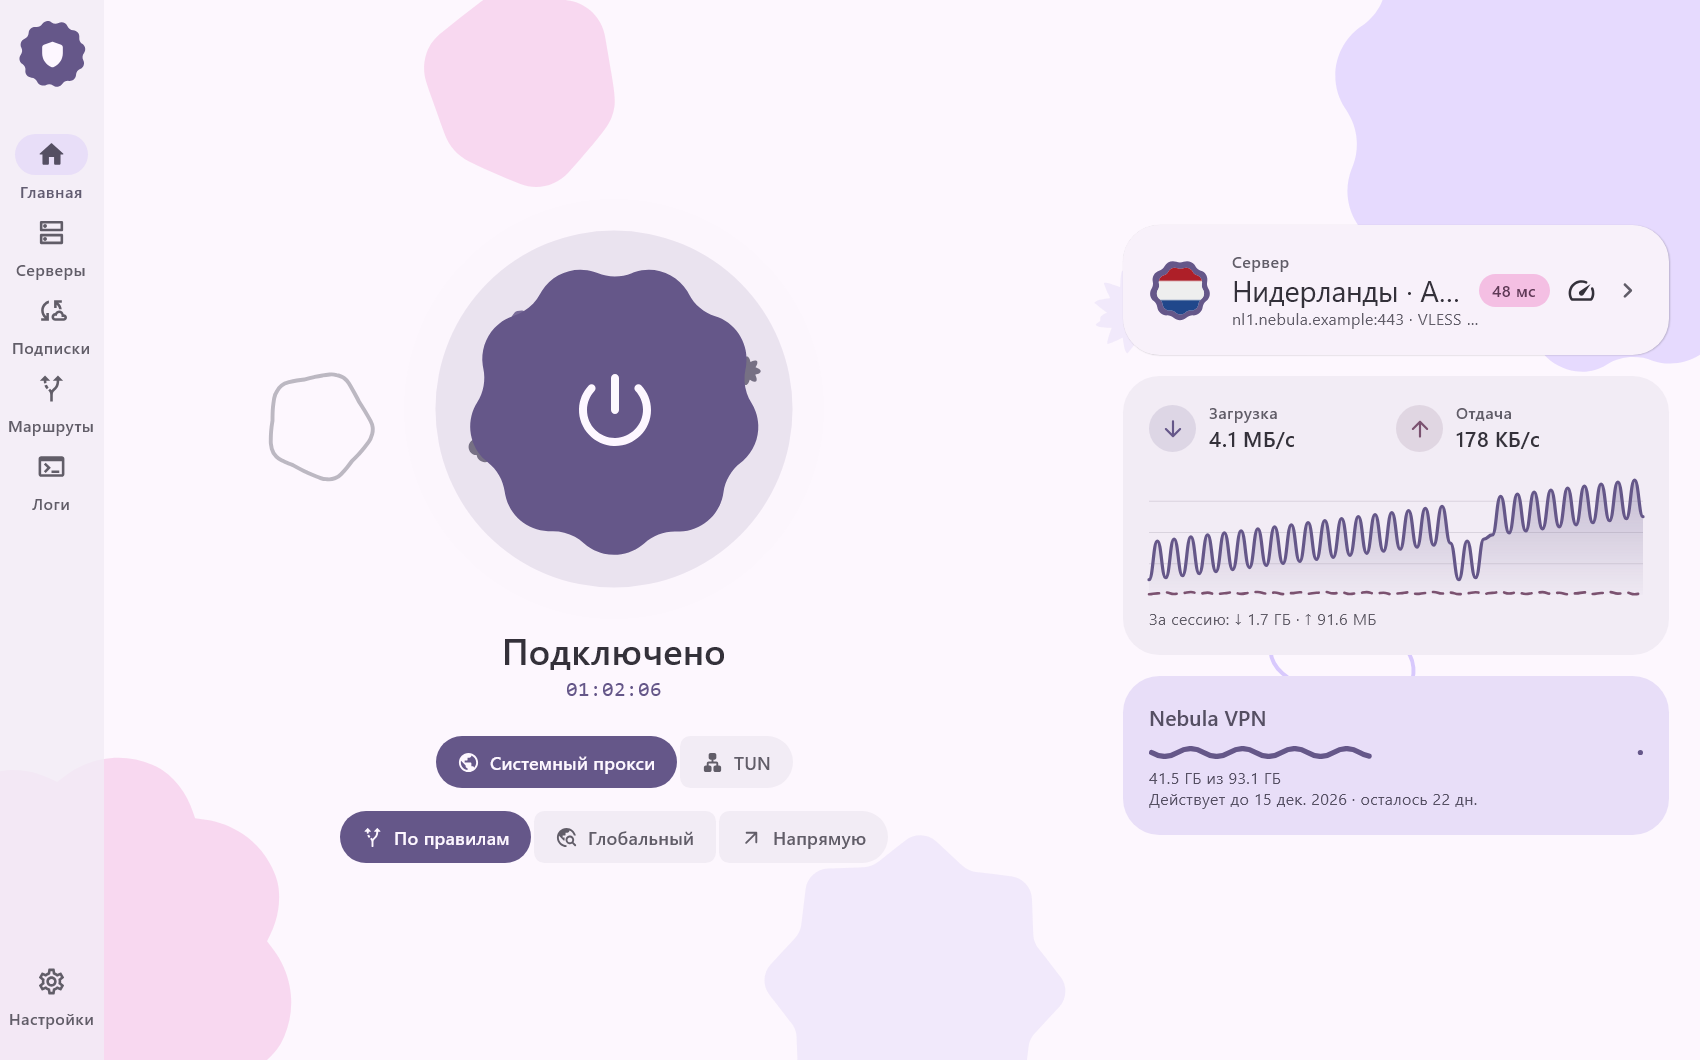 Главная
Серверы
Подписки
Маршруты
Логи
Настройки
Подключено
01:02:06
Системный прокси
TUN
По правилам
Глобальный
Напрямую
Сервер
Нидерланды · А...
48 мс
nl1.nebula.example:443 · VLESS ...
Загрузка
4.1 МБ/с
Отдача
178 КБ/с
За сессию: ↓ 1.7 ГБ · ↑ 91.6 МБ
Nebula VPN
41.5 ГБ из 93.1 ГБ
Действует до 15 дек. 2026 · осталось 22 дн.